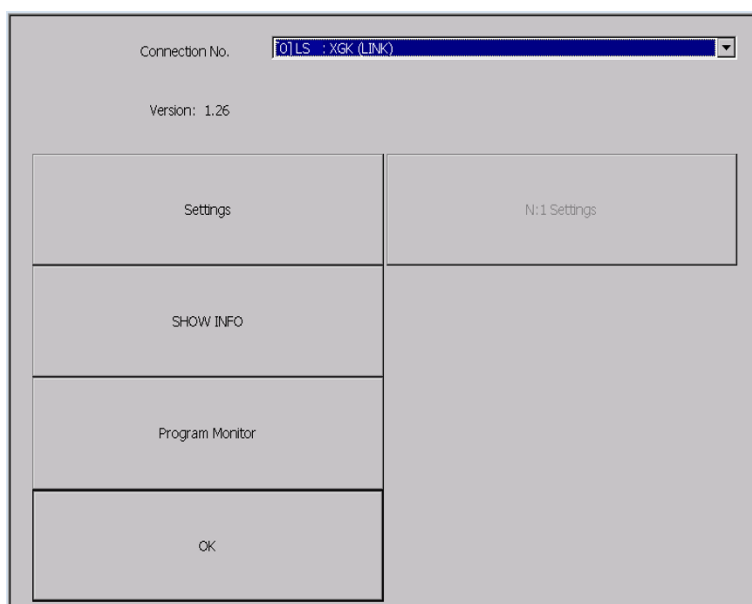 Connection No. [0] LS : XGK (LINK)
Version: 1.26
Settings N:1 Settings
SHOW INFO
Program Monitor
OK